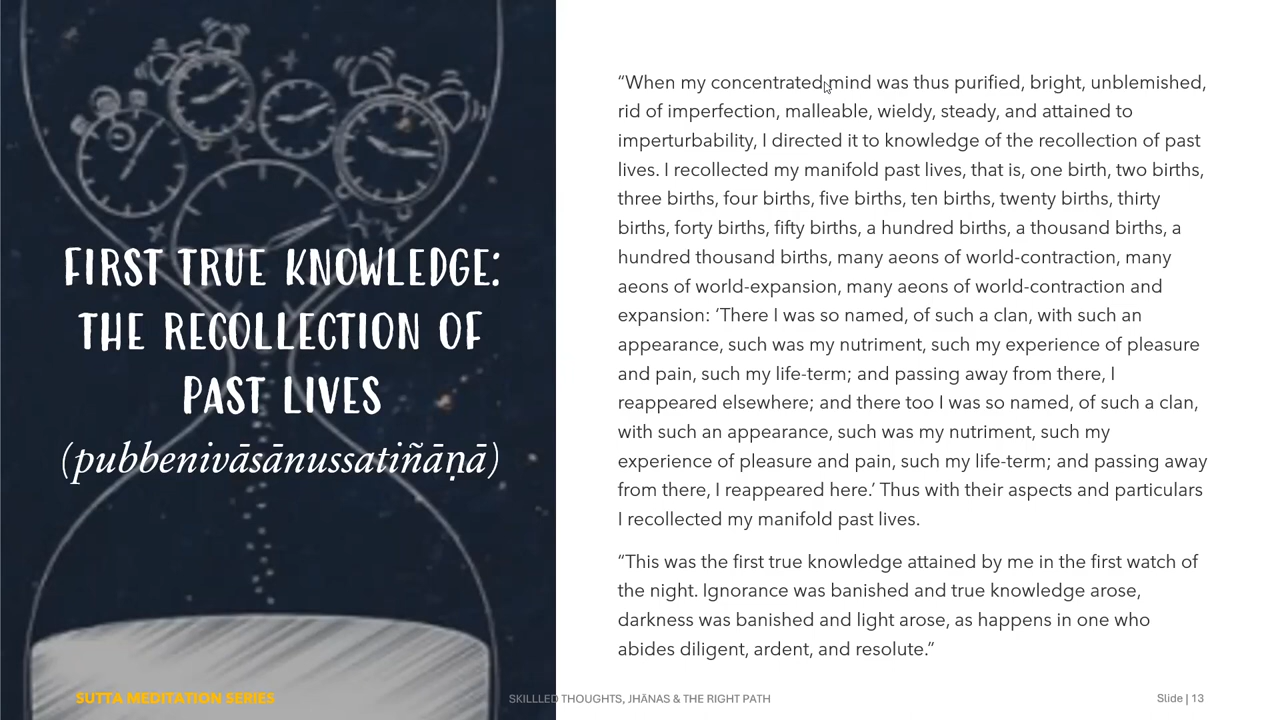 FIRST TRUE KNOWLEDGE:
THE RECOLLECTION OF
PAST LIVES
(pubbenivāsānussatiñāṇā)
“When my concentrated mind was thus purified, bright, unblemished,
rid of imperfection, malleable, wieldy, steady, and attained to
imperturbability, I directed it to knowledge of the recollection of past
lives. I recollected my manifold past lives, that is, one birth, two births,
three births, four births, five births, ten births, twenty births, thirty
births, forty births, fifty births, a hundred births, a thousand births, a
hundred thousand births, many aeons of world-contraction, many
aeons of world-expansion, many aeons of world-contraction and
expansion: ‘There I was so named, of such a clan, with such an
appearance, such was my nutriment, such my experience of pleasure
and pain, such my life-term; and passing away from there, I
reappeared elsewhere; and there too I was so named, of such a clan,
with such an appearance, such was my nutriment, such my
experience of pleasure and pain, such my life-term; and passing away
from there, I reappeared here.’ Thus with their aspects and particulars
I recollected my manifold past lives.
“This was the first true knowledge attained by me in the first watch of
the night. Ignorance was banished and true knowledge arose,
darkness was banished and light arose, as happens in one who
abides diligent, ardent, and resolute.”
SUTTA MEDITATION SERIES
SKILLLED THOUGHTS, JHĀNAS & THE RIGHT PATH
Slide | 13